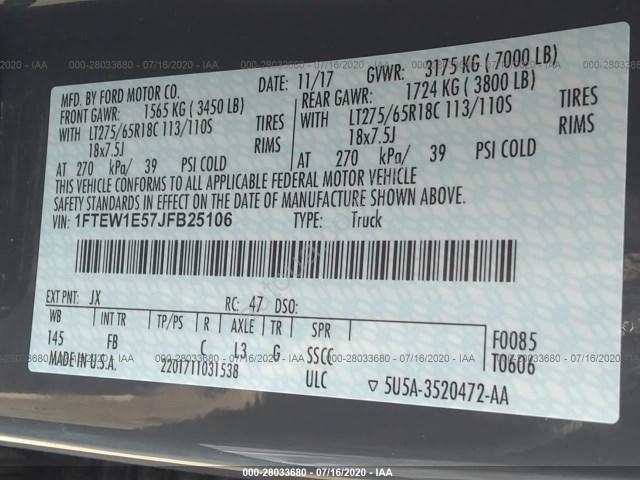 000-28033680 - 07/16/2020 - IAA
MFD. BY FORD MOTOR CO.
DATE: 11/17 GVWR: 3175 KG ( 7000 LB)
FRONT GAWR: 1565 KG ( 3450 LB) REAR GAWR: 1724 KG ( 3800 LB)
WITH LT275/65R18C 113/110S TIRES WITH LT275/65R18C 113/110S TIRES
18x7.5J RIMS 18x7.5J RIMS
AT 270 kPa/ 39 PSI COLD AT 270 kPa/ 39 PSI COLD
THIS VEHICLE CONFORMS TO ALL APPLICABLE FEDERAL MOTOR VEHICLE
SAFETY STANDARDS IN EFFECT ON THE DATE OF MANUFACTURE SHOWN ABOVE.
VIN: 1FTEW1E57JFB25106 TYPE: Truck
EXT PNT: JX RC: 47 DSO:
WB INT TR TP/PS R AXLE TR SPR
145 FB C L3 G SSCC
F0085
T0606
MADE IN U.S.A. 2201711031538 ULC
5U5A-3520472-AA
000-28033680 - 07/16/2020 - IAA